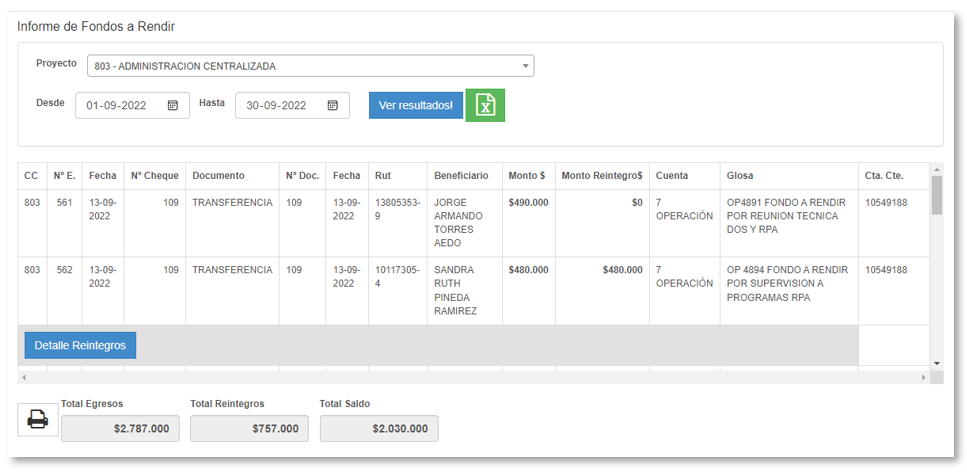 Informe de Fondos a Rendir
Proyecto
803 - ADMINISTRACION CENTRALIZADA
Desde
01-09-2022
Hasta
30-09-2022
Ver resultados!
CC Nº E. Fecha Nº Cheque Documento Nº Doc. Fecha Rut Beneficiario Monto $ Monto Reintegro$ Cuenta Glosa Cta. Cte.
803 561 13-09- 109 TRANSFERENCIA 109 13-09- 13805353- JORGE $490.000 $0 7 OP4891 FONDO A RENDIR 10549188
2022 2022 9 ARMANDO OPERACIÓN POR REUNION TECNICA
TORRES DOS Y RPA
AEDO
803 562 13-09- 109 TRANSFERENCIA 109 13-09- 10117305- SANDRA $480.000 $480.000 7 OP 4894 FONDO A RENDIR 10549188
2022 2022 4 RUTH OPERACIÓN POR SUPERVISION A
PINEDA PROGRAMAS RPA
RAMIREZ
Detalle Reintegros
Total Egresos Total Reintegros Total Saldo
$2.787.000 $757.000 $2.030.000